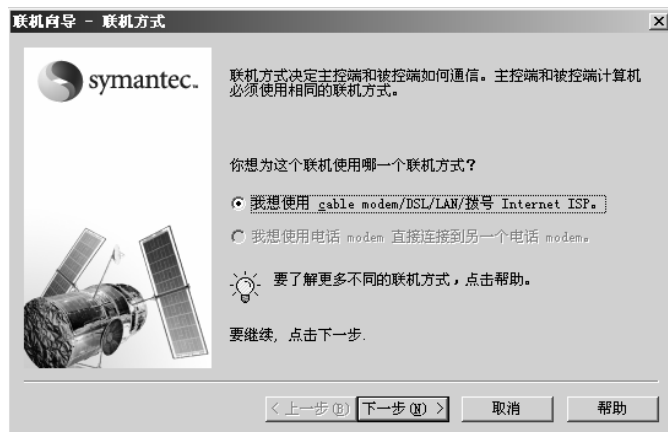 联机向导 - 联机方式
symantec.
联机方式决定主控端和被控端如何通信。主控端和被控端计算机
必须使用相同的联机方式。
你想为这个联机使用哪一个联机方式?
我想使用 cable modem/DSL/LAN/拨号 Internet ISP。
我想使用电话 modem 直接连接到另一个电话 modem。
要了解更多不同的联机方式,点击帮助。
要继续, 点击下一步.
< 上一步(B) 下一步(N) > 取消 帮助